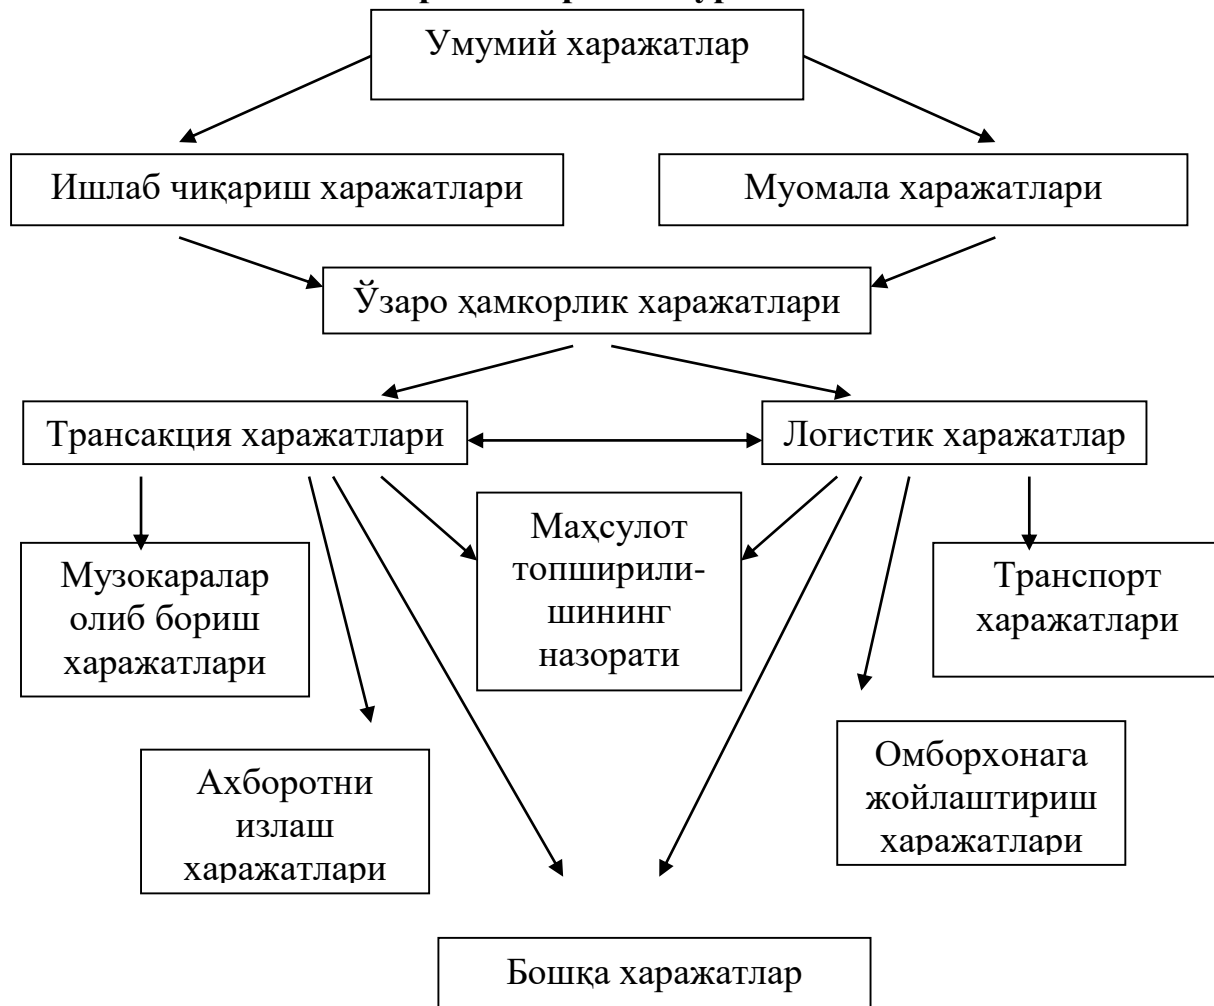 Умумий харажатлар
Ишлаб чиқариш харажатлари
Муомала харажатлари
Ўзаро ҳамкорлик харажатлари
Трансакция харажатлари
Логистик харажатлар
Музокаралар
олиб бориш
харажатлари
Маҳсулот
топширили-
шининг
назорати
Транспорт
харажатлари
Ахборотни
излаш
харажатлари
Омборхонага
жойлаштириш
харажатлари
Бошқа харажатлар